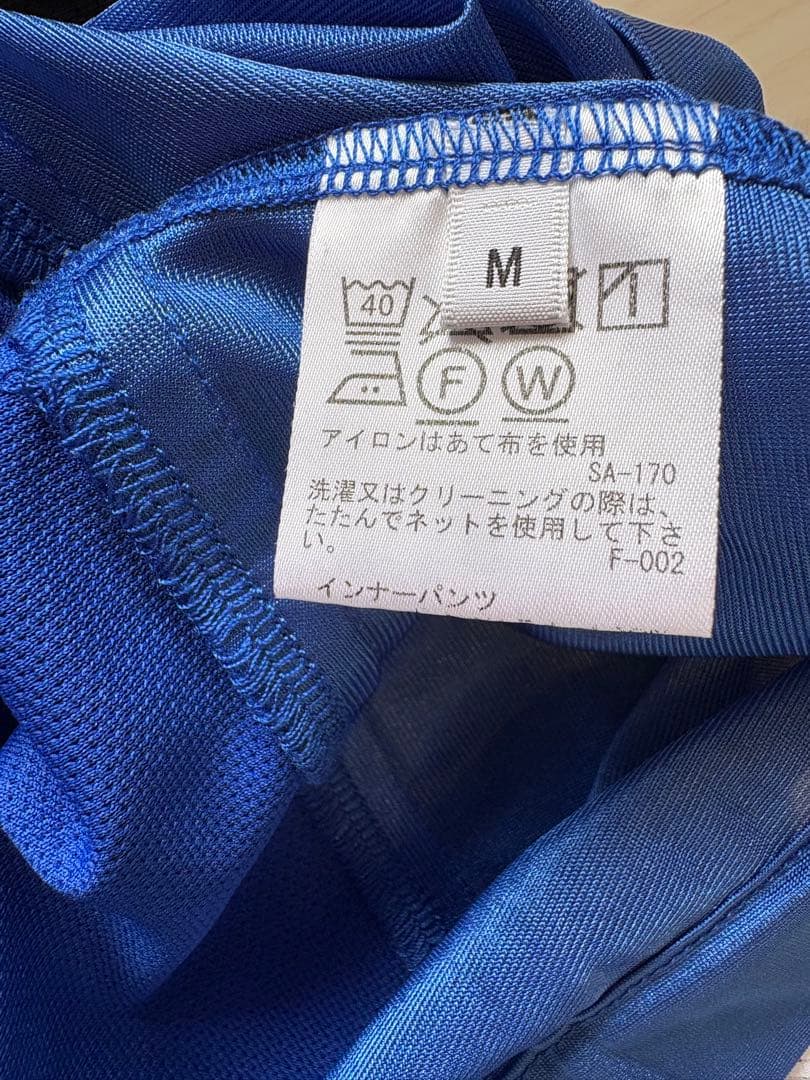 M
40
F W
アイロンはあて布を使用
SA-170
洗濯又はクリーニングの際は、
たたんでネットを使用して下さ
い。
F-002
インナーパンツ